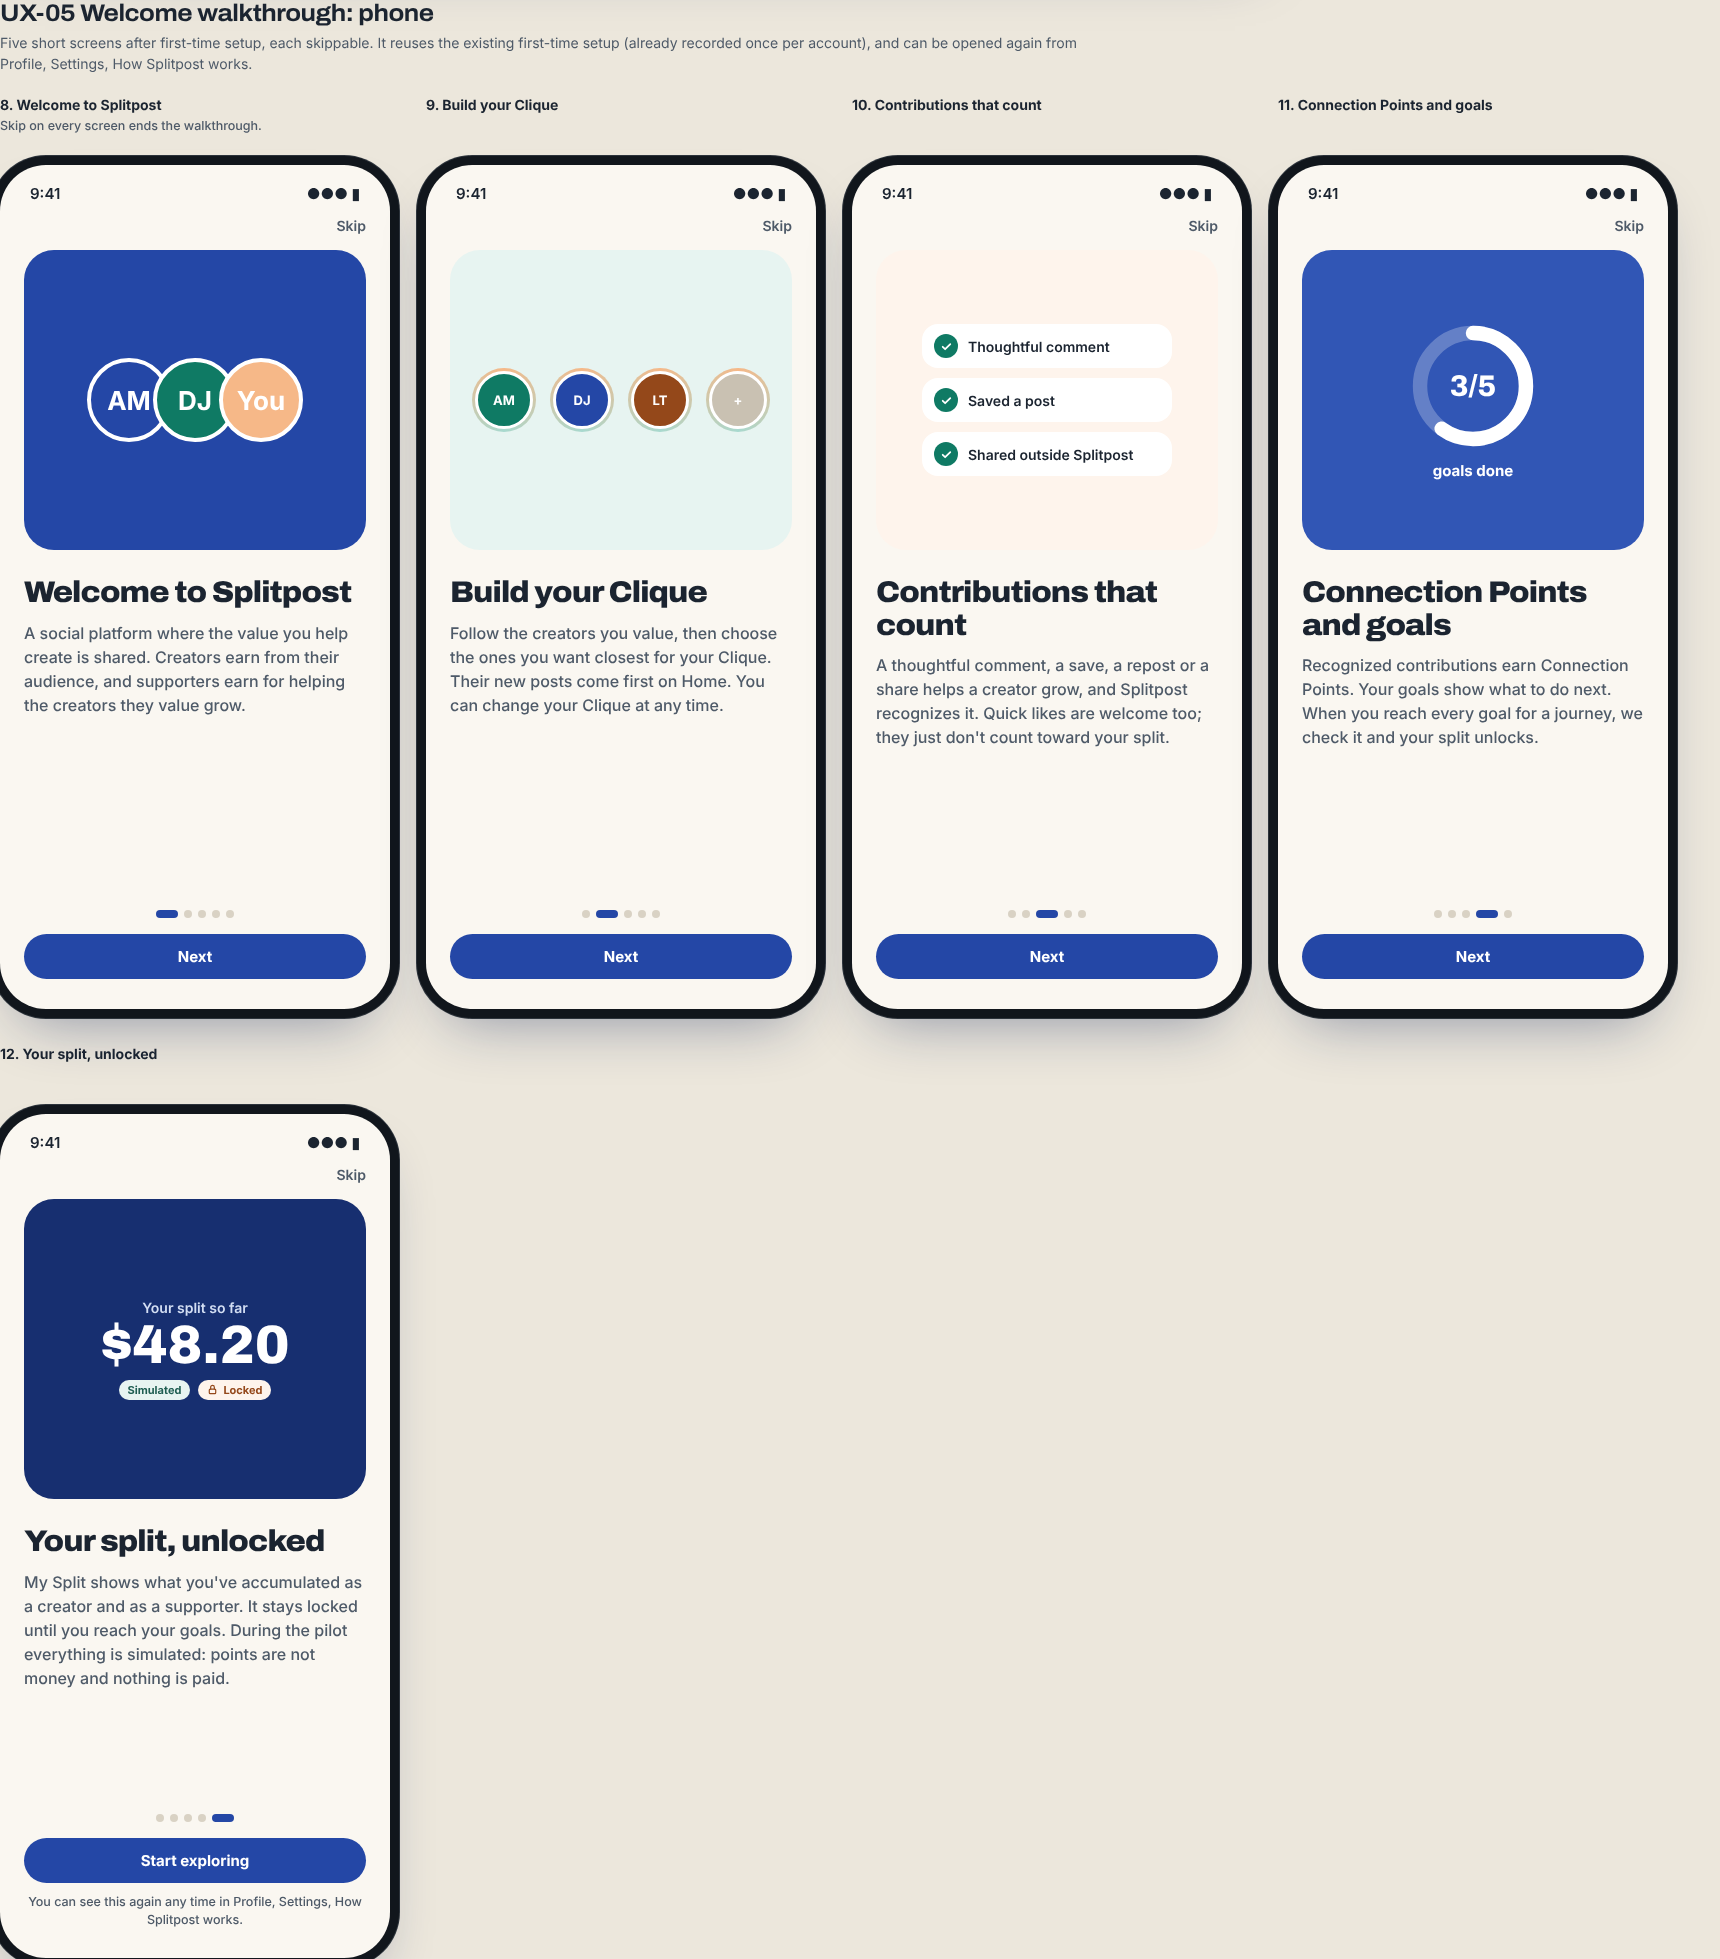 UX-05 Welcome walkthrough: phone
Five short screens after first-time setup, each skippable. It reuses the existing first-time setup (already recorded once per account), and can be opened again from
Profile, Settings, How Splitpost works.
8. Welcome to Splitpost
Skip on every screen ends the walkthrough.
9:41
Skip
AM
DJ
You
Welcome to Splitpost
A social platform where the value you help
create is shared. Creators earn from their
audience, and supporters earn for helping
the creators they value grow.
Next
9. Build your Clique
9:41
Skip
AM
DJ
LT
+
Build your Clique
Follow the creators you value, then choose
the ones you want closest for your Clique.
Their new posts come first on Home. You
can change your Clique at any time.
Next
10. Contributions that count
9:41
Skip
Thoughtful comment
Saved a post
Shared outside Splitpost
Contributions that
count
A thoughtful comment, a save, a repost or a
share helps a creator grow, and Splitpost
recognizes it. Quick likes are welcome too;
they just don't count toward your split.
Next
11. Connection Points and goals
9:41
Skip
3/5
goals done
Connection Points
and goals
Recognized contributions earn Connection
Points. Your goals show what to do next.
When you reach every goal for a journey, we
check it and your split unlocks.
Next
12. Your split, unlocked
9:41
Skip
Your split so far
$48.20
Simulated
Locked
Your split, unlocked
My Split shows what you've accumulated as
a creator and as a supporter. It stays locked
until you reach your goals. During the pilot
everything is simulated: points are not
money and nothing is paid.
Start exploring
You can see this again any time in Profile, Settings, How
Splitpost works.